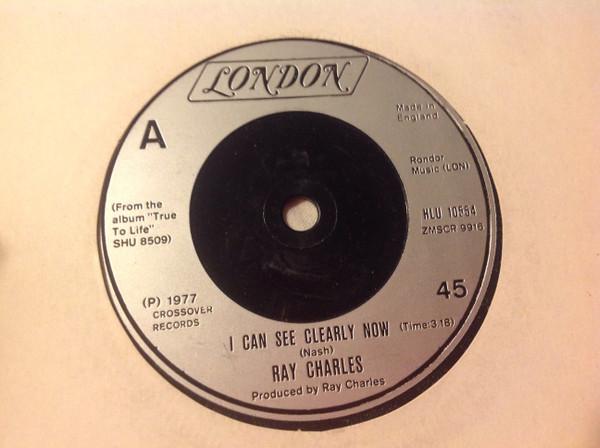 LONDON
Made in
England
A
Rondor
Music (LON)
(From the
album "True
To Life"
SHU 8509)
HLU 10554
ZMSCR 9916
45
(P) 1977
CROSSOVER
RECORDS
I CAN SEE CLEARLY NOW (Time:3.18)
(Nash)
RAY CHARLES
Produced by Ray Charles